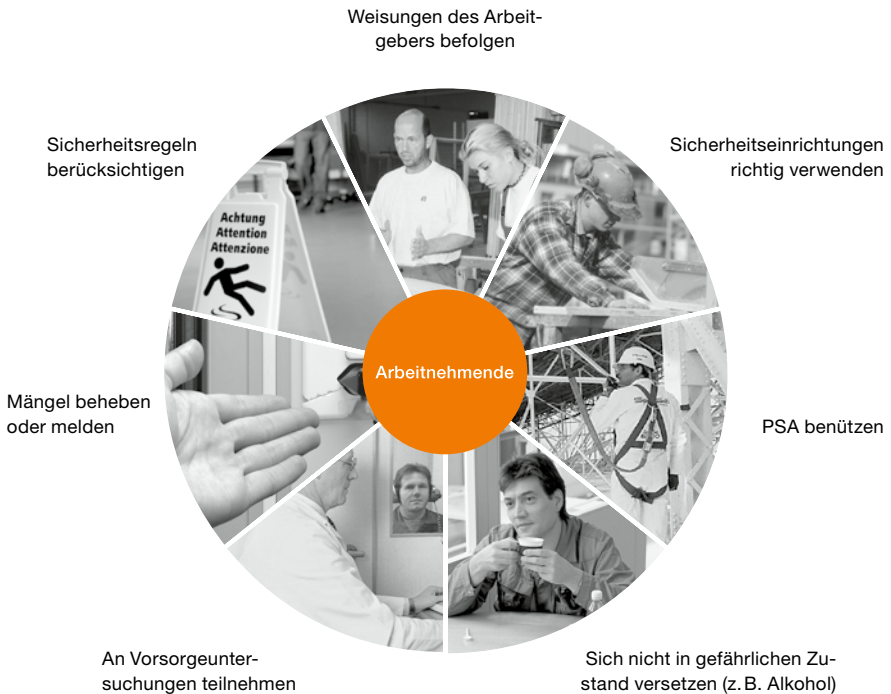 Weisungen des Arbeit-
gebers befolgen
Sicherheitsregeln
berücksichtigen
Sicherheitseinrichtungen
richtig verwenden
Achtung
Attention
Attenzione
Arbeitnehmende
Mängel beheben
oder melden
PSA benützen
An Vorsorgeunter-
suchungen teilnehmen
Sich nicht in gefährlichen Zu-
stand versetzen (z. B. Alkohol)